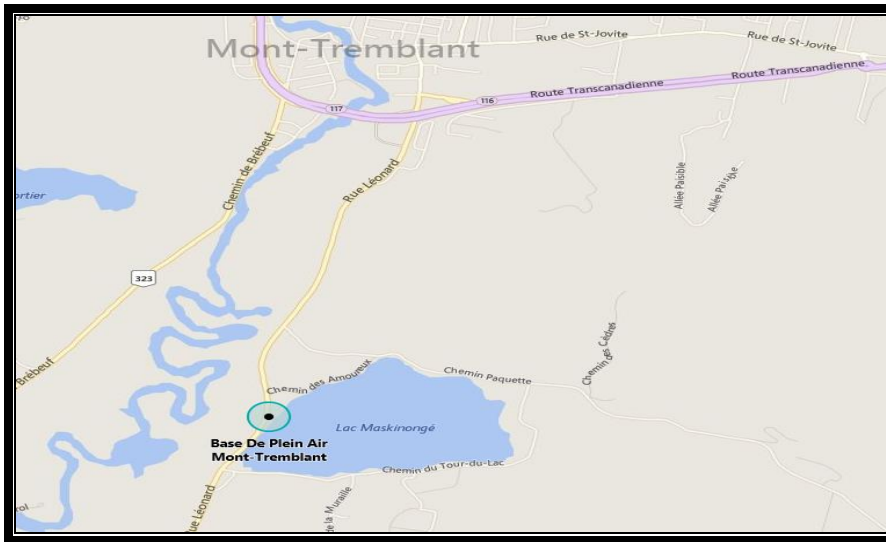 Mont-Tremblant
Rue de St-Jovite
Rue de St-Jovite
Route Transcanadienne
Route Transcanadienne
116
117
Chemin de Brébeuf
Rue Léonard
Allée Paisible
Allée Paisible
ortier
323
Brébeuf
Chemin des Cèdres
Chemin des Amoureux
Chemin Paquette
Lac Maskinongé
Base De Plein Air
Mont-Tremblant
Chemin du Tour-du-Lac
de la Muraille
ue Léonard
rol